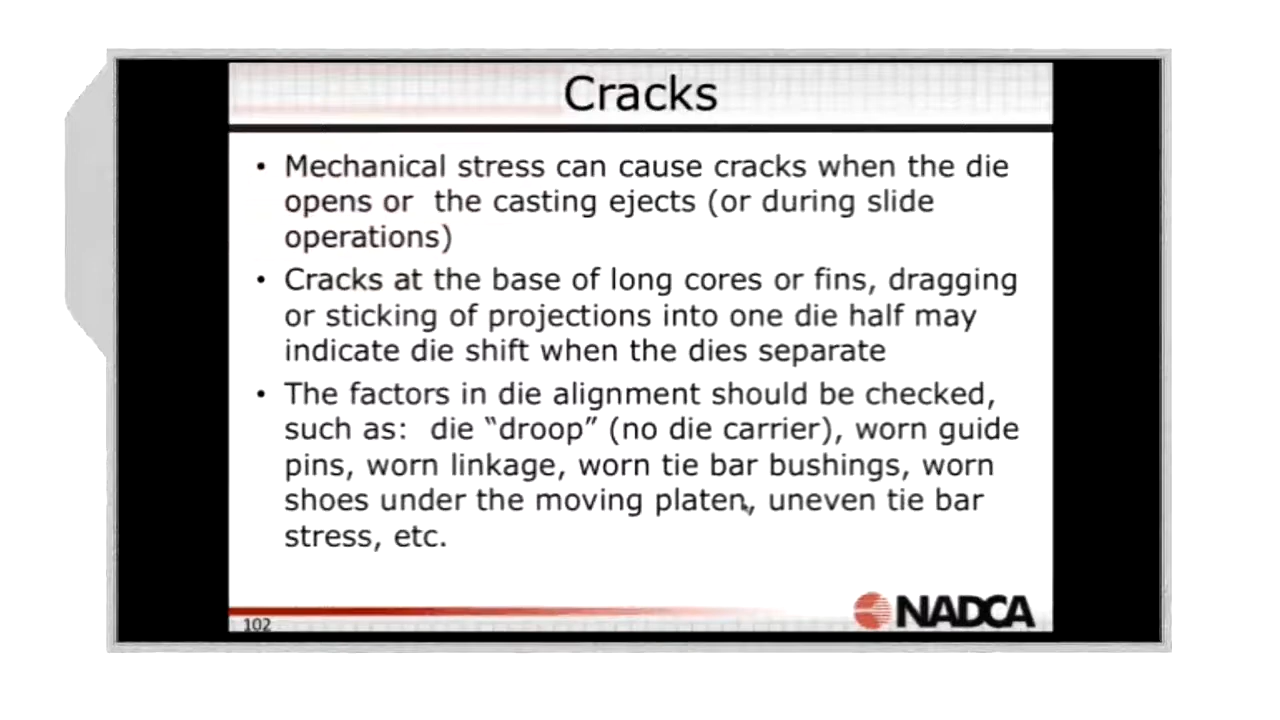 Cracks
• Mechanical stress can cause cracks when the die
opens or  the casting ejects (or during slide
operations)
• Cracks at the base of long cores or fins, dragging
or sticking of projections into one die half may
indicate die shift when the dies separate
• The factors in die alignment should be checked,
such as:  die “droop” (no die carrier), worn guide
pins, worn linkage, worn tie bar bushings, worn
shoes under the moving platen, uneven tie bar
stress, etc.
NADCA
102